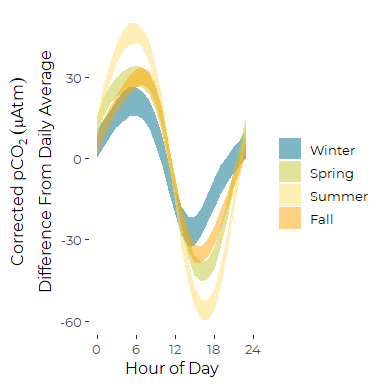 Corrected pCO₂ (µAtm)
Difference From Daily Average
30
0
-30
-60
0 6 12 18 24
Hour of Day
Winter
Spring
Summer
Fall